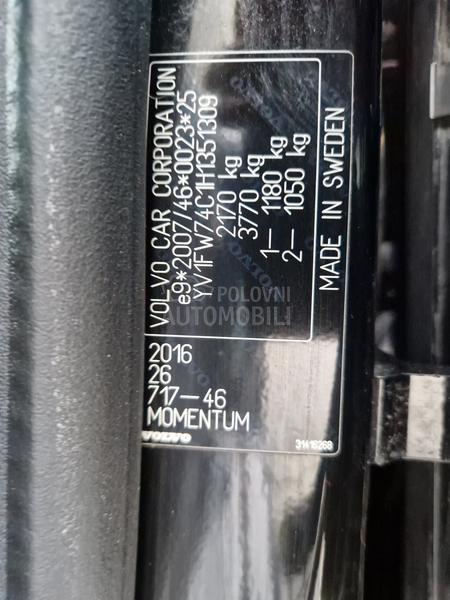 VOLVO CAR CORPORATION
e9*2007/46*0023*25
YV1FW74C1H1351309
2170 kg
3770 kg
1— 1180 kg
2— 1050 kg
MADE IN SWEDEN
2016
26
717—46
MOMENTUM
VOLVO
31416268
POLOVNI
AUTOMOBILI